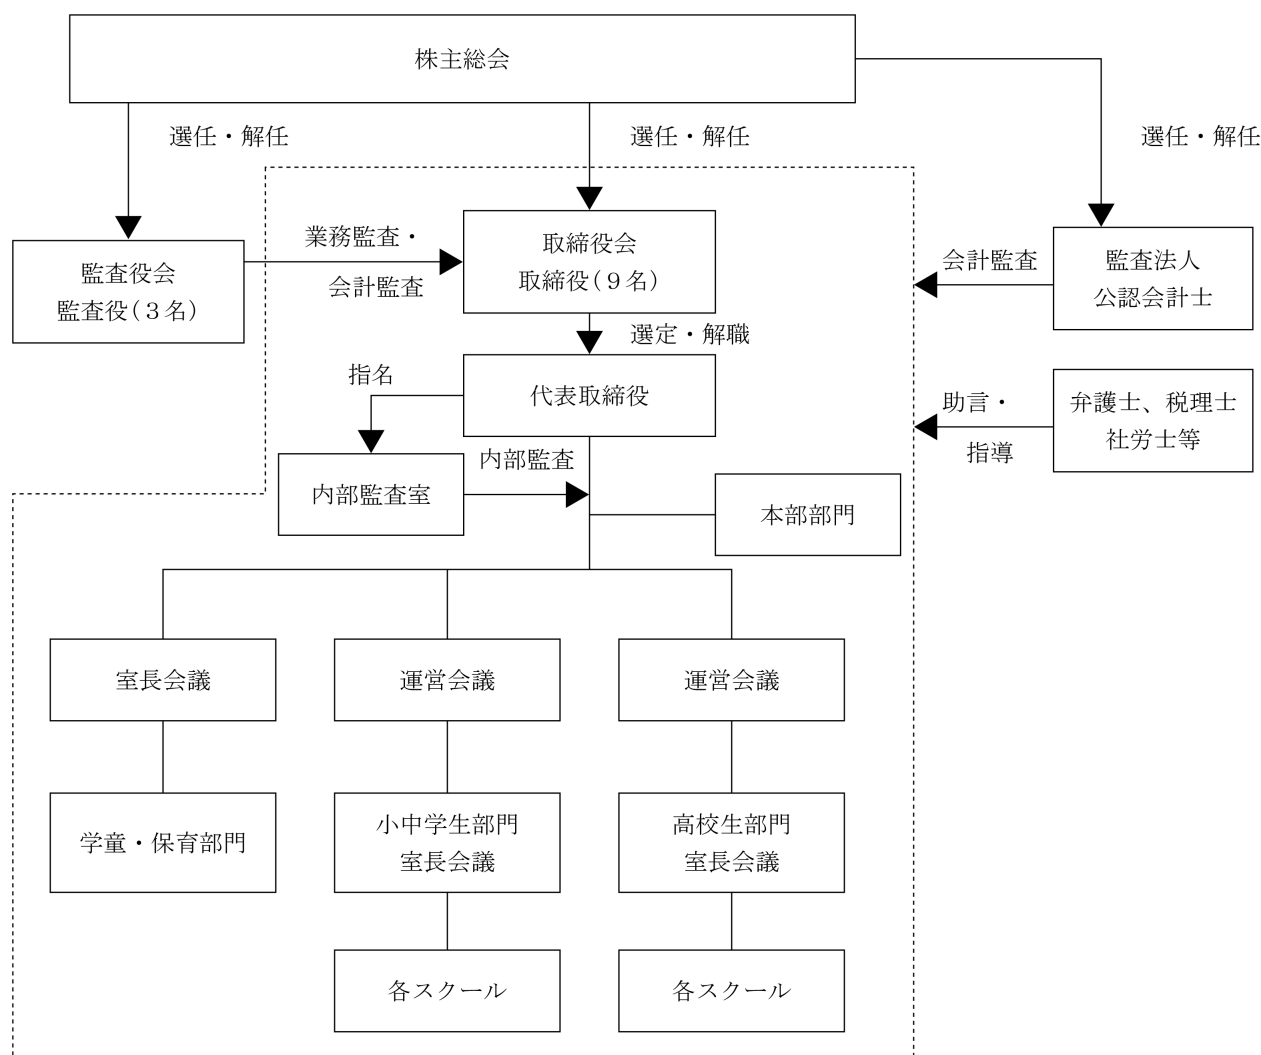 株主総会
選任・解任
選任・解任
選任・解任
監査役会
監査役(３名)
業務監査・
会計監査
取締役会
取締役(９名)
会計監査
監査法人
公認会計士
選定・解職
指名
代表取締役
助言・
指導
弁護士、税理士
社労士等
内部監査室
内部監査
本部部門
室長会議
運営会議
運営会議
学童・保育部門
小中学生部門
室長会議
高校生部門
室長会議
各スクール
各スクール